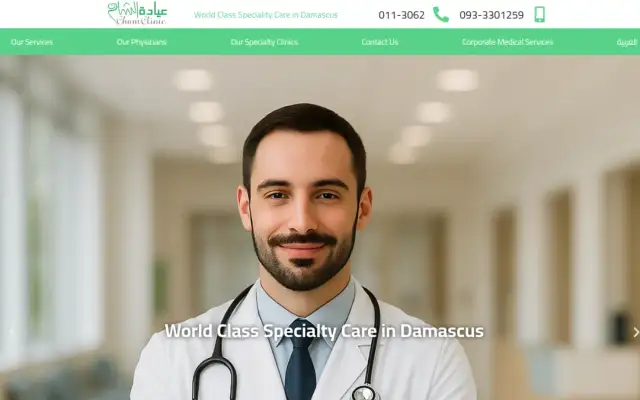 عيادة الشام
Cham Clinic
World Class Speciality Care in Damascus
011-3062
093-3301259
Our Services
Our Physicians
Our Specialty Clinics
Contact Us
Corporate Medical Services
العربية
World Class Specialty Care in Damascus